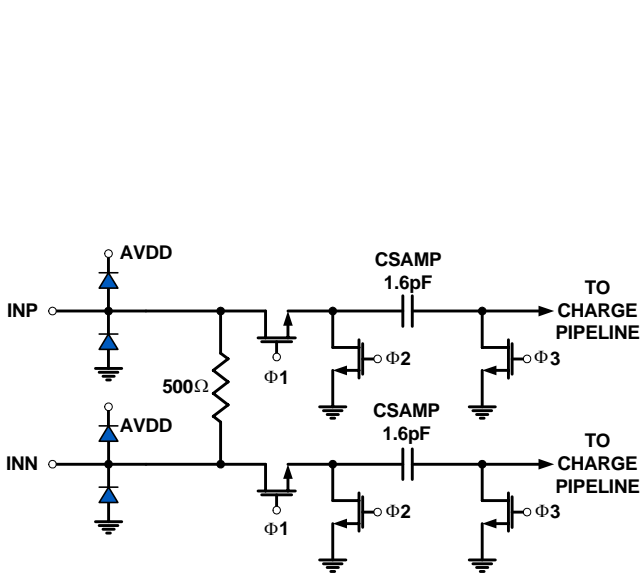 AVDD
CSAMP
1.6pF
TO
CHARGE
PIPELINE
INP
Φ2
Φ3
Φ1
500Ω
AVDD
CSAMP
1.6pF
TO
CHARGE
PIPELINE
INN
Φ2
Φ3
Φ1